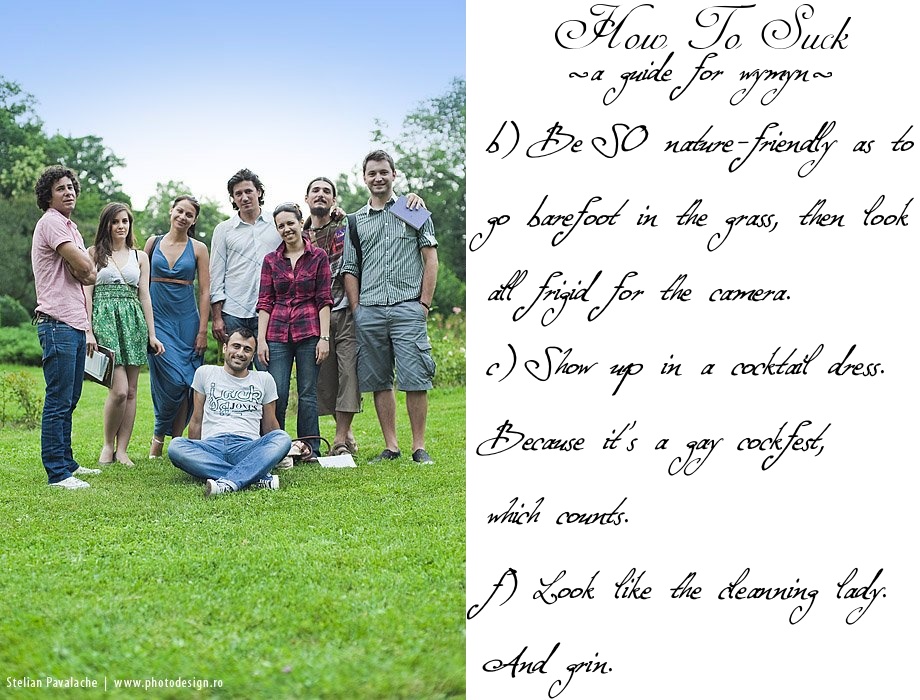 How To Suck
~a guide for wymyn~
b) Be SO nature-friendly as to
go barefoot in the grass, then look
all frigid for the camera.
c) Show up in a cocktail dress.
Because it's a gay cockfest,
which counts.
f) Look like the cleanning lady.
And grin.
Stelian Pavalache | www.photodesign.ro